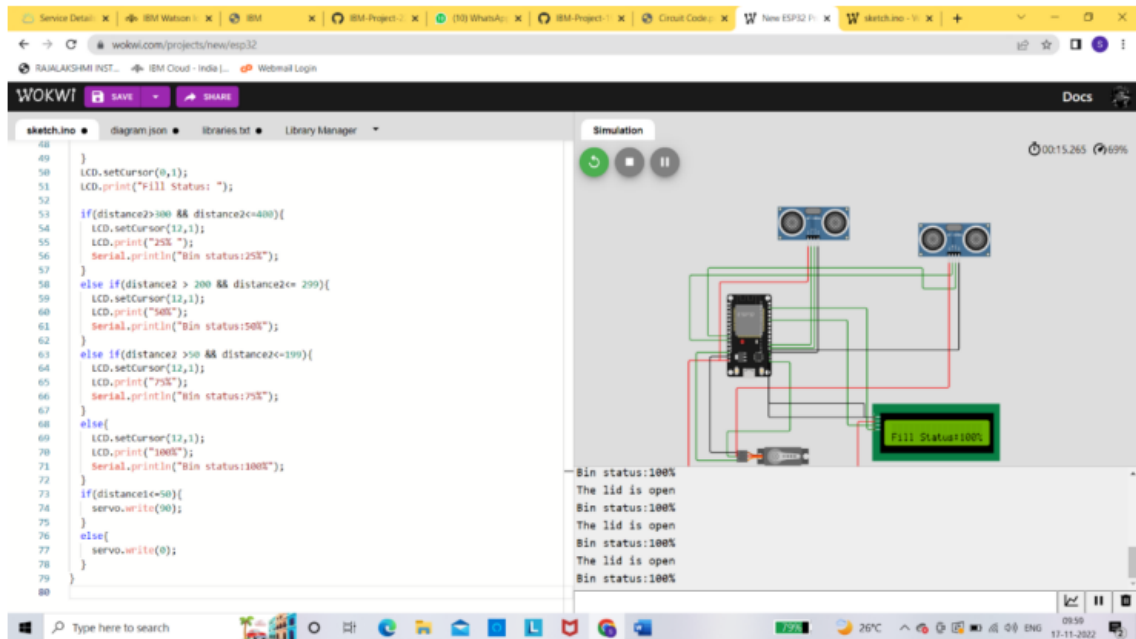 Service Detail
IBM Watson
IBM
IBM-Project-2
(10) WhatsAp
IBM-Project-1
Circuit Code.p
New ESP32 Pr
sketch.ino - W
wokwi.com/projects/new/esp32
RAJALAKSHMI INST...
IBM Cloud - India |...
Webmail Login
WOKWI
SAVE
SHARE
Docs
sketch.ino
diagram.json
libraries.txt
Library Manager
Simulation
00:15.265
69%
48
49 }
50 LCD.setCursor(0,1);
51 LCD.print("Fill Status: ");
52
53 if(distance2>300 && distance2<=400){
54 LCD.setCursor(12,1);
55 LCD.print("25% ");
56 Serial.println("Bin status:25%");
57 }
58 else if(distance2 > 200 && distance2<= 299){
59 LCD.setCursor(12,1);
60 LCD.print("50%");
61 Serial.println("Bin status:50%");
62 }
63 else if(distance2 >50 && distance2<=199){
64 LCD.setCursor(12,1);
65 LCD.print("75%");
66 Serial.println("Bin status:75%");
67 }
68 else{
69 LCD.setCursor(12,1);
70 LCD.print("100%");
71 Serial.println("Bin status:100%");
72 }
73 if(distance1<=50){
74 servo.write(90);
75 }
76 else{
77 servo.write(0);
78 }
79 }
80
Fill Status:100%
Bin status:100%
The lid is open
Bin status:100%
The lid is open
Bin status:100%
The lid is open
Bin status:100%
Type here to search
79%
26°C
ENG
09:59
17-11-2022